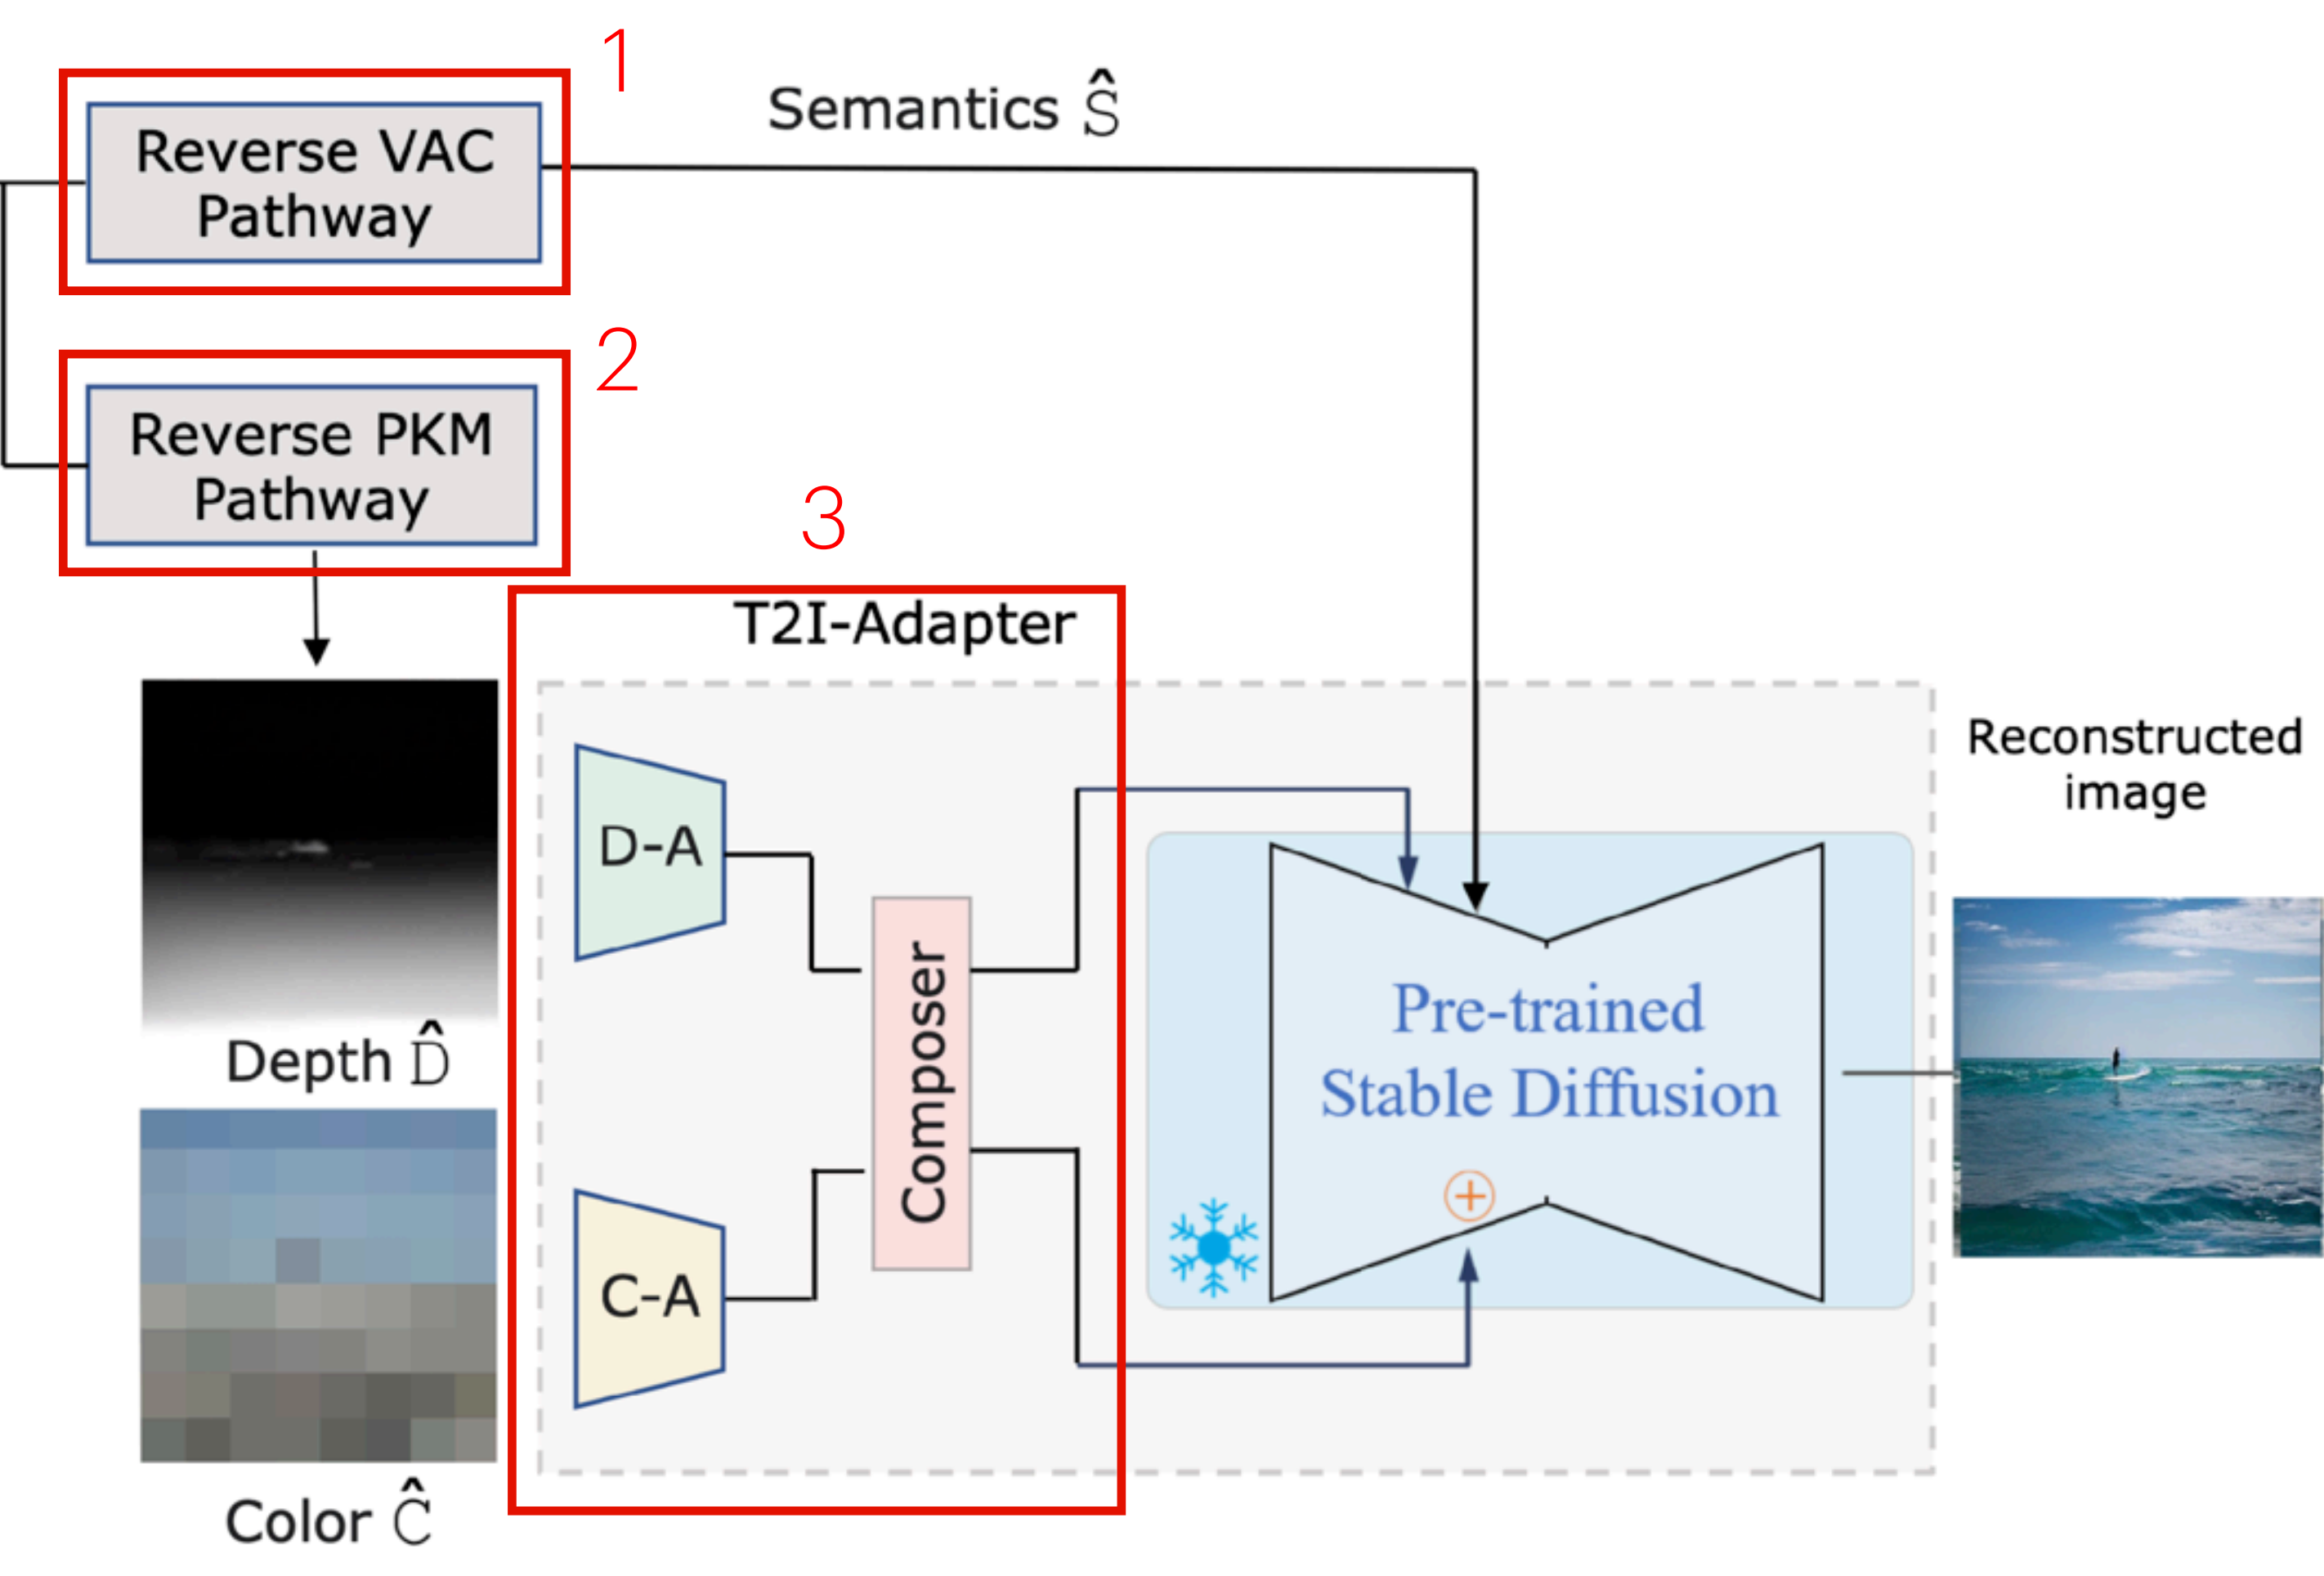 1
Semantics Ŝ
Reverse VAC
Pathway
2
Reverse PKM
Pathway
3
T2I-Adapter
Reconstructed
image
D-A
Composer
Pre-trained
Stable Diffusion
Depth D̂
C-A
Color Ĉ